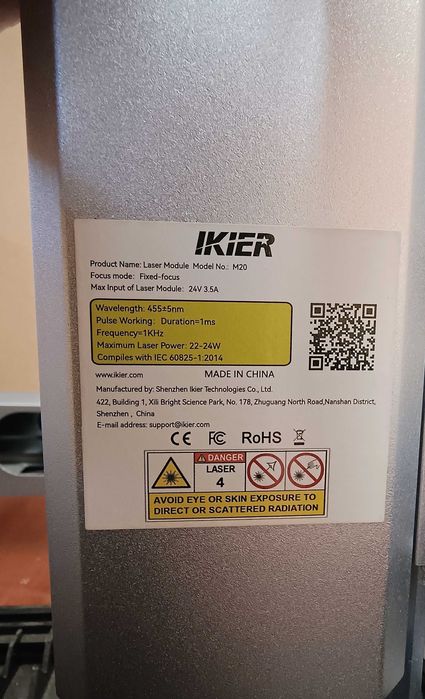 IKIER
Product Name: Laser Module Model No.: M20
Focus mode: Fixed-focus
Max Input of Laser Module: 24V 3.5A
Wavelength: 455±5nm
Pulse Working: Duration=1ms
Frequency=1KHz
Maximum Laser Power: 22-24W
Compiles with IEC 60825-1:2014
www.ikier.com MADE IN CHINA
Manufactured by: Shenzhen Ikier Technologies Co., Ltd.
422, Building 1, Xili Bright Science Park, No. 178, Zhuguang North Road,Nanshan District,
Shenzhen , China
E-mail address: support@ikier.com
CE FC RoHS
DANGER
LASER
4
AVOID EYE OR SKIN EXPOSURE TO
DIRECT OR SCATTERED RADIATION